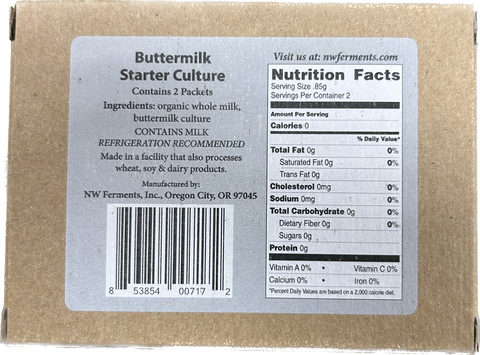 Buttermilk
Starter Culture
Contains 2 Packets
Ingredients: organic whole milk,
buttermilk culture
CONTAINS MILK
REFRIGERATION RECOMMENDED
Made in a facility that also processes
wheat, soy & dairy products.
Manufactured by:
NW Ferments, Inc., Oregon City, OR 97045
8 53854 00717 2
Visit us at: nwferments.com
Nutrition Facts
Serving Size .85g
Servings Per Container 2
Amount Per Serving
Calories 0
% Daily Value*
Total Fat 0g 0%
Saturated Fat 0g 0%
Trans Fat 0g
Cholesterol 0mg 0%
Sodium 0mg 0%
Total Carbohydrate 0g 0%
Dietary Fiber 0g 0%
Sugars 0g
Protein 0g
Vitamin A 0% • Vitamin C 0%
Calcium 0% • Iron 0%
*Percent Daily Values are based on a 2,000 calorie diet.